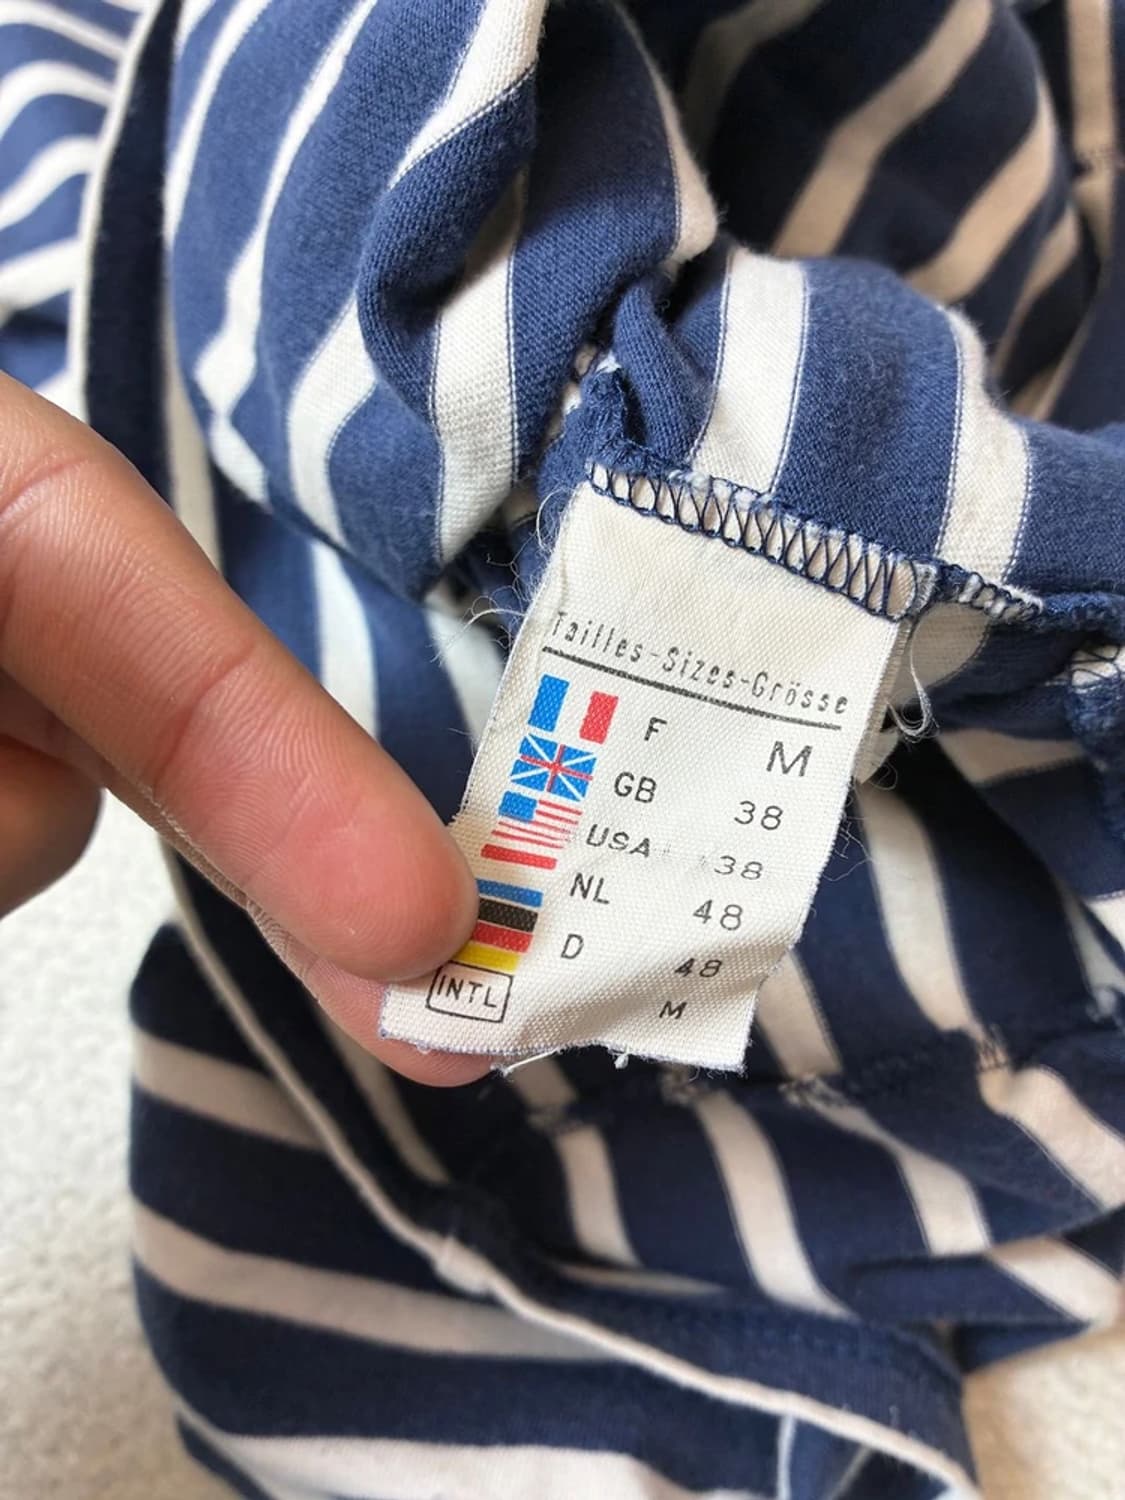 Tailles-Sizes-Grösse
F M
GB 38
USA 38
NL 48
D 48
INTL M